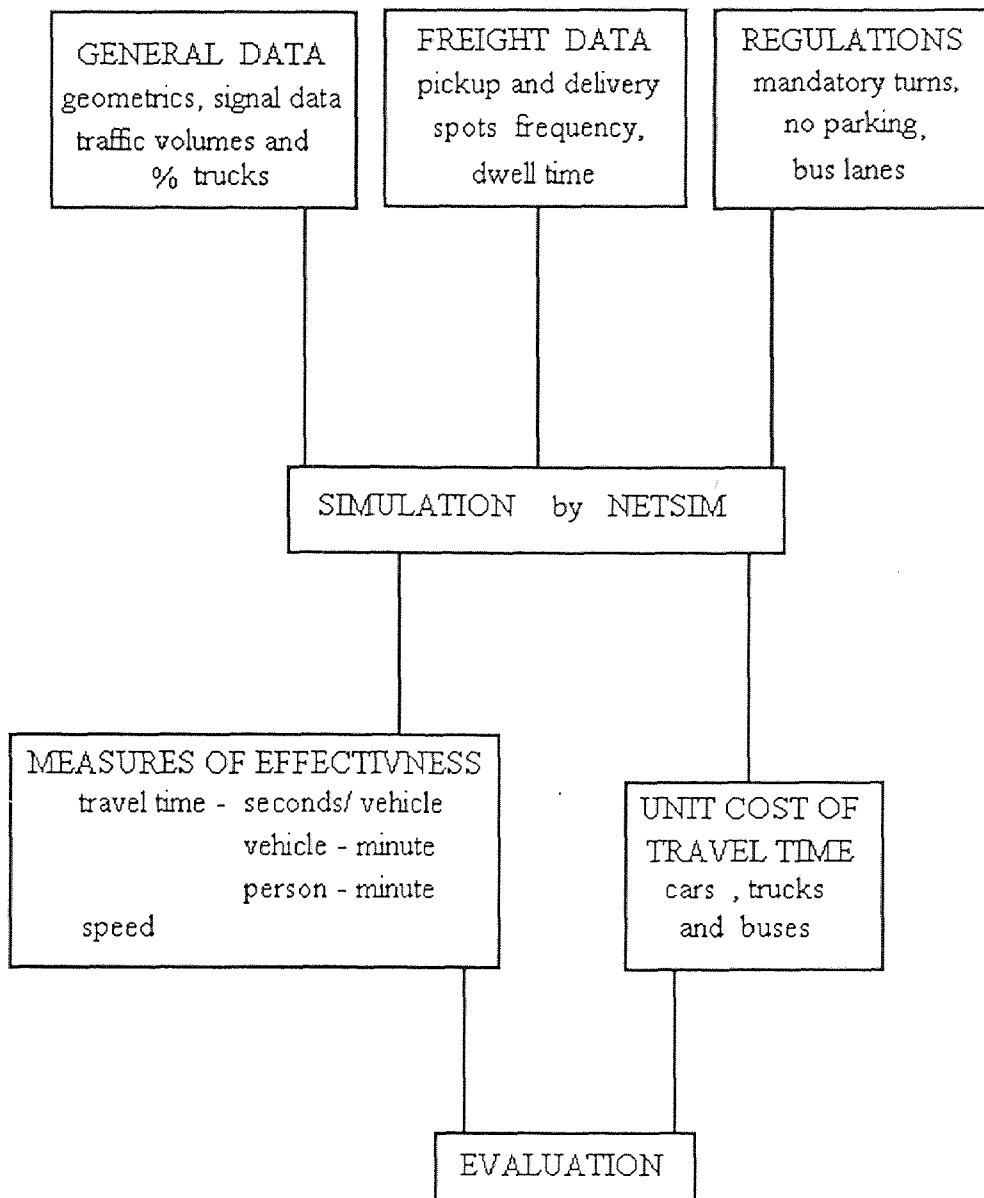 GENERAL DATA
geometrics, signal data
traffic volumes and
% trucks
FREIGHT DATA
pickup and delivery
spots frequency,
dwell time
REGULATIONS
mandatory turns,
no parking,
bus lanes
SIMULATION by NETSIM
MEASURES OF EFFECTIVNESS
travel time - seconds/ vehicle
vehicle - minute
person - minute
speed
UNIT COST OF
TRAVEL TIME
cars , trucks
and buses
EVALUATION